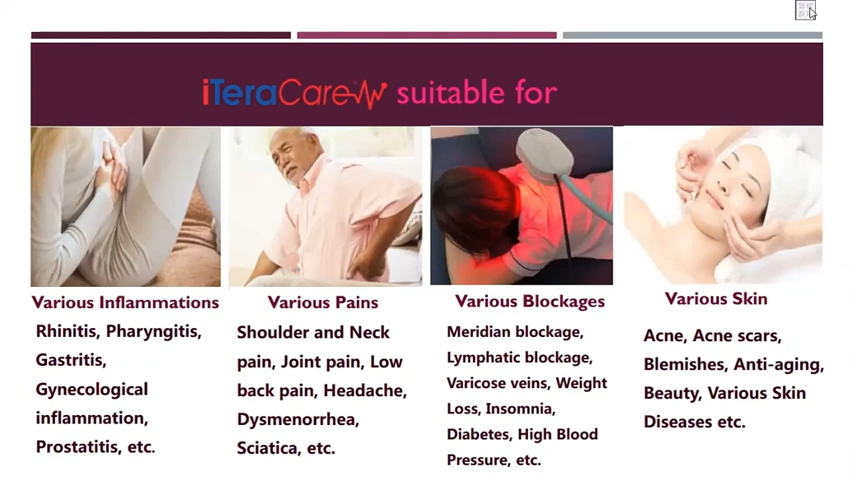 iTeraCare suitable for
Various Inflammations
Rhinitis, Pharyngitis,
Gastritis,
Gynecological
inflammation,
Prostatitis, etc.
Various Pains
Shoulder and Neck
pain, Joint pain, Low
back pain, Headache,
Dysmenorrhea,
Sciatica, etc.
Various Blockages
Meridian blockage,
Lymphatic blockage,
Varicose veins, Weight
Loss, Insomnia,
Diabetes, High Blood
Pressure, etc.
Various Skin
Acne, Acne scars,
Blemishes, Anti-aging,
Beauty, Various Skin
Diseases etc.